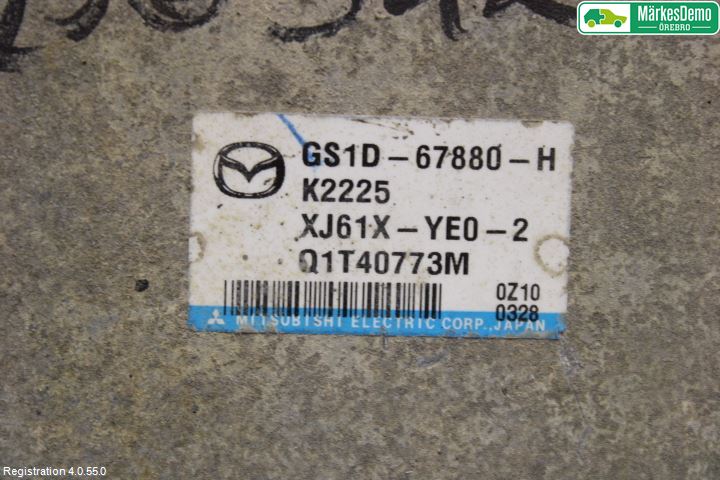 MärkesDemo
ÖREBRO
GS1D-67880-H
K2225
XJ61X-YE0-2
Q1T40773M
0Z10
0328
MITSUBISHI ELECTRIC CORP., JAPAN
Registration 4.0.55.0